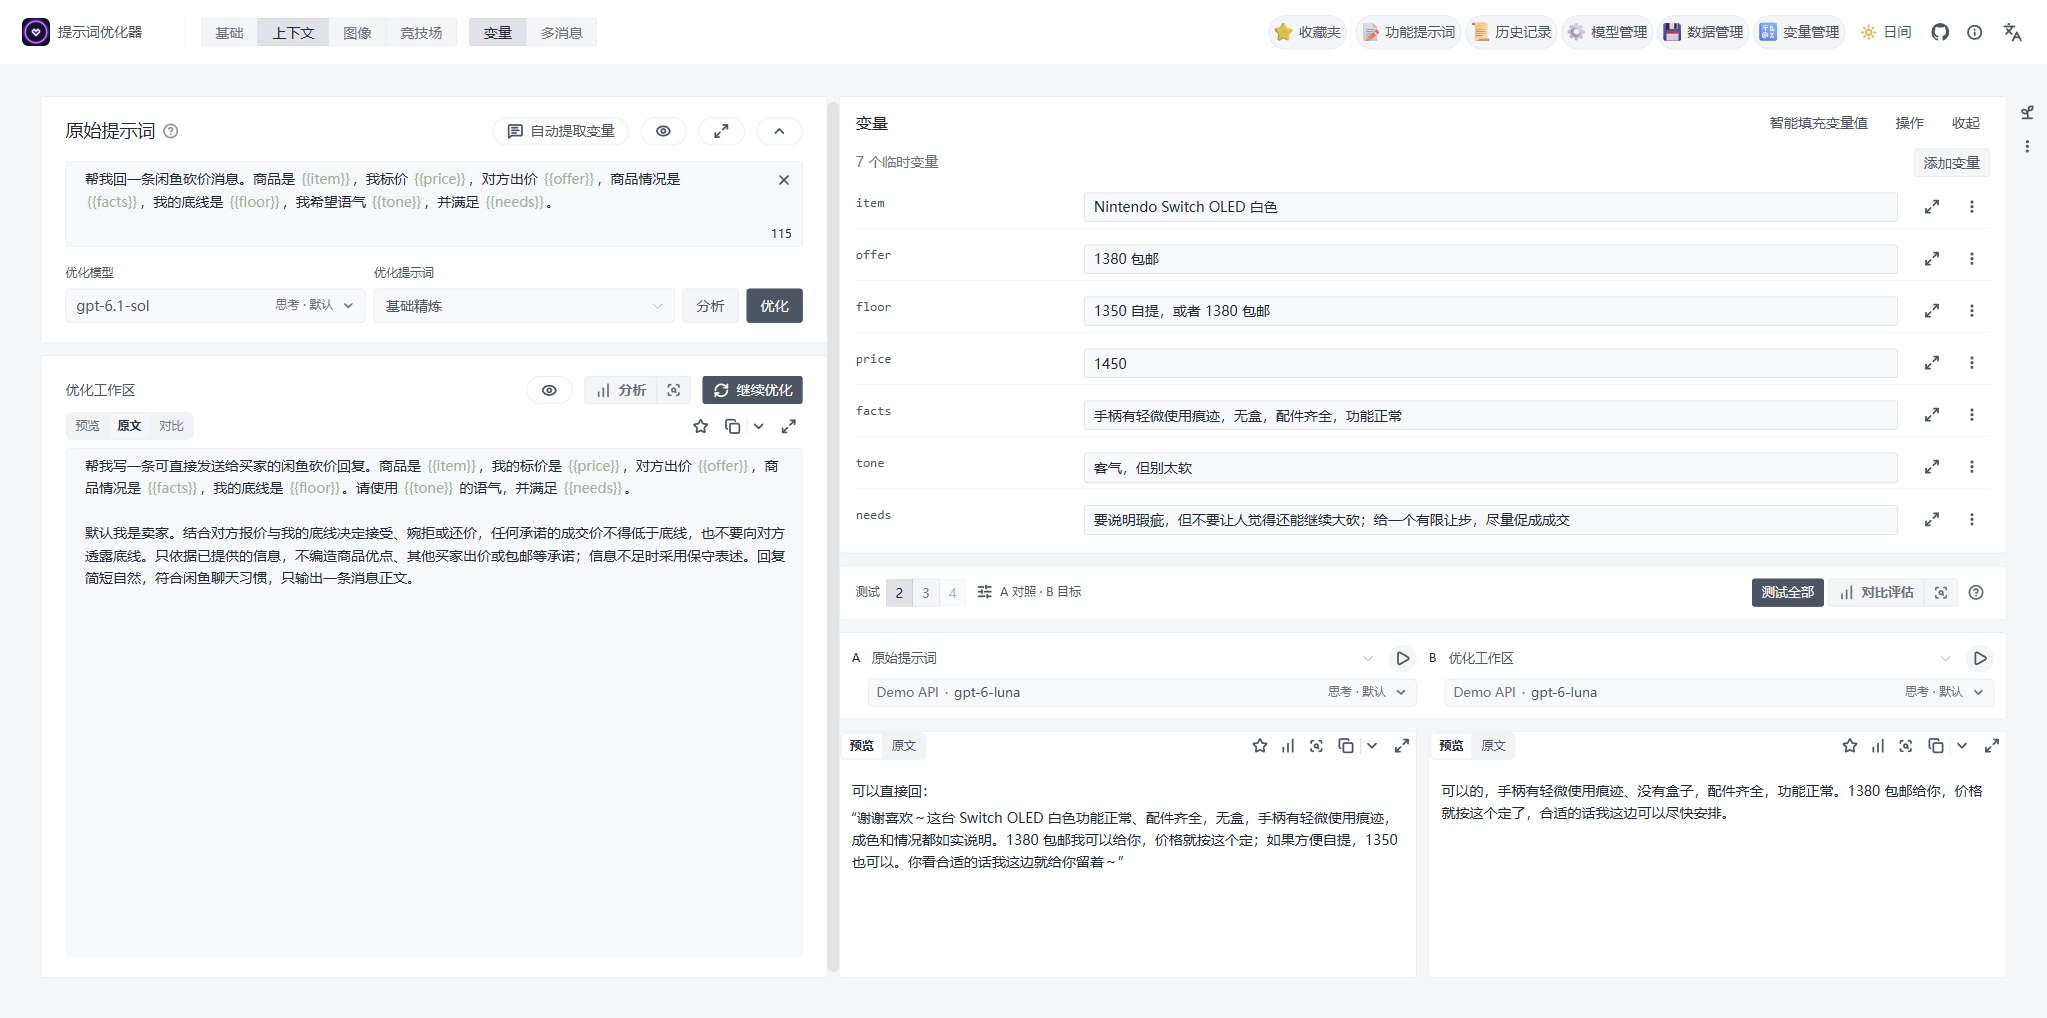 提示词优化器
基础 上下文 图像 竞技场 变量 多消息
收藏夹 功能提示词 历史记录 模型管理 数据管理 变量管理 日间
原始提示词
自动提取变量
帮我回一条闲鱼砍价消息。商品是 {{item}}，我标价 {{price}}，对方出价 {{offer}}，商品情况是
{{facts}}，我的底线是 {{floor}}，我希望语气 {{tone}}，并满足 {{needs}}。
115
优化模型 优化提示词
gpt-6.1-sol 思考·默认 基础精炼 分析 优化
优化工作区
分析 继续优化
预览 原文 对比
帮我写一条可直接发送给买家的闲鱼砍价回复。商品是 {{item}}，我的标价是 {{price}}，对方出价 {{offer}}，商
品情况是 {{facts}}，我的底线是 {{floor}}。请使用 {{tone}} 的语气，并满足 {{needs}}。
默认我是卖家。结合对方报价与我的底线决定接受、婉拒或还价，任何承诺的成交价不得低于底线，也不要向对方
透露底线。只依据已提供的信息，不编造商品优点、其他买家出价或包邮等承诺；信息不足时采用保守表述。回复
简短自然，符合闲鱼聊天习惯，只输出一条消息正文。
变量
智能填充变量值 操作 收起
7 个临时变量
添加变量
item Nintendo Switch OLED 白色
offer 1380 包邮
floor 1350 自提，或者 1380 包邮
price 1450
facts 手柄有轻微使用痕迹，无盒，配件齐全，功能正常
tone 客气，但别太软
needs 要说明瑕疵，但不要让人觉得还能继续大砍；给一个有限让步，尽量促成成交
测试 2 3 4 A 对照·B 目标
测试全部 对比评估
A 原始提示词
Demo API · gpt-6-luna 思考·默认
B 优化工作区
Demo API · gpt-6-luna 思考·默认
预览 原文
可以直接回：
“谢谢喜欢～这台 Switch OLED 白色功能正常、配件齐全，无盒，手柄有轻微使用痕迹，
成色和情况都如实说明。1380 包邮我可以给你，价格就按这个定；如果方便自提，1350
也可以。你看合适的话我这边就给你留着～”
预览 原文
可以的，手柄有轻微使用痕迹、没有盒子，配件齐全，功能正常。1380 包邮给你，价格
就按这个定了，合适的话我这边可以尽快安排。